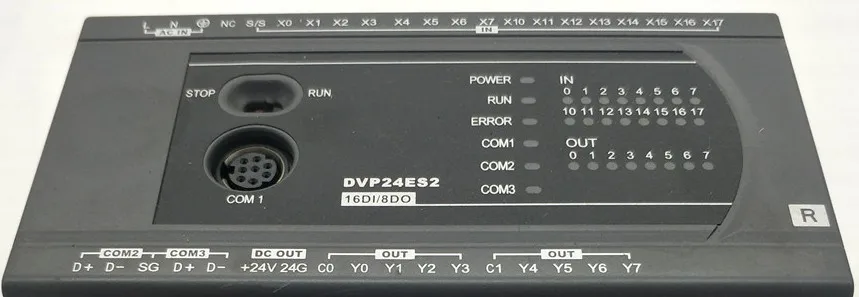 L N NC S/S X0 X1 X2 X3 X4 X5 X6 X7 X10 X11 X12 X13 X14 X15 X16 X17
AC IN IN
STOP RUN
COM 1
DVP24ES2
16DI/8DO
POWER
RUN
ERROR
COM1
COM2
COM3
IN
0 1 2 3 4 5 6 7
10 11 12 13 14 15 16 17
OUT
0 1 2 3 4 5 6 7
R
COM2 COM3 DC OUT OUT OUT
D+ D- SG D+ D- +24V 24G C0 Y0 Y1 Y2 Y3 C1 Y4 Y5 Y6 Y7